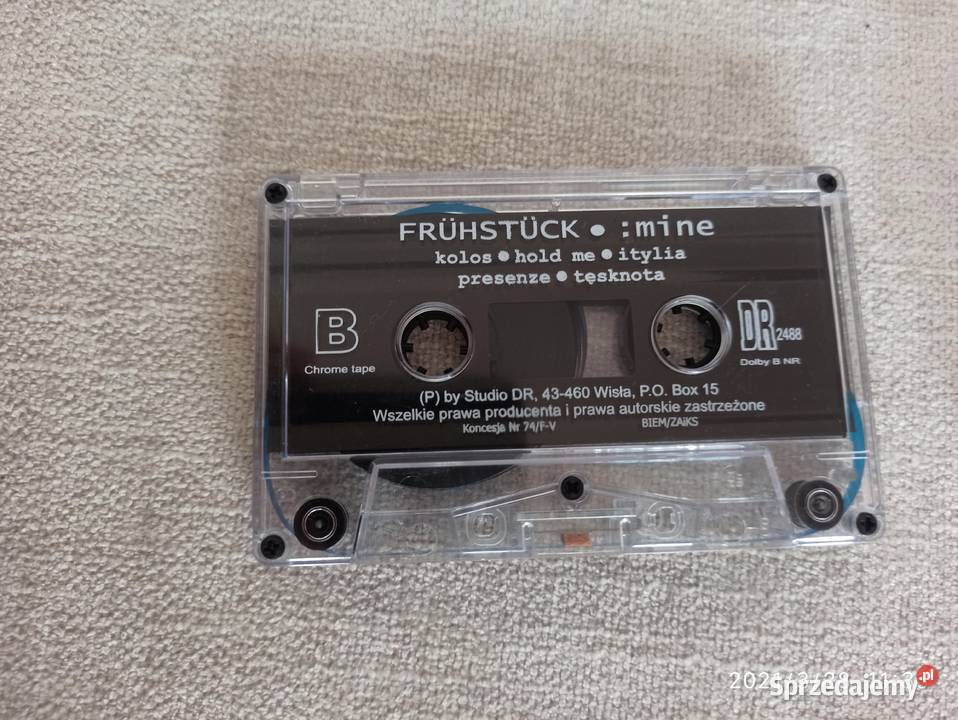 FRÜHSTÜCK ● :mine
kolos ● hold me ● itylia
presenze ● tęsknota
B
Chrome tape
DR 2488
Dolby B NR
(P) by Studio DR, 43-460 Wisła, P.O. Box 15
Wszelkie prawa producenta i prawa autorskie zastrzeżone
Koncesja Nr 74/F-V BIEM/ZAiKS
Sprzedajemy.pl